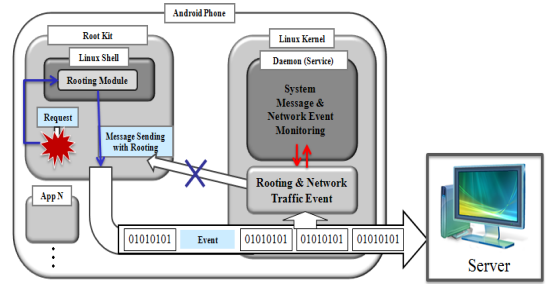 Android Phone
Root Kit
Linux Shell
Rooting Module
Request
Message Sending
with Rooting
App N
Linux Kernel
Daemon (Service)
System
Message &
Network Event
Monitoring
Rooting & Network
Traffic Event
01010101
Event
01010101
01010101
01010101
Server